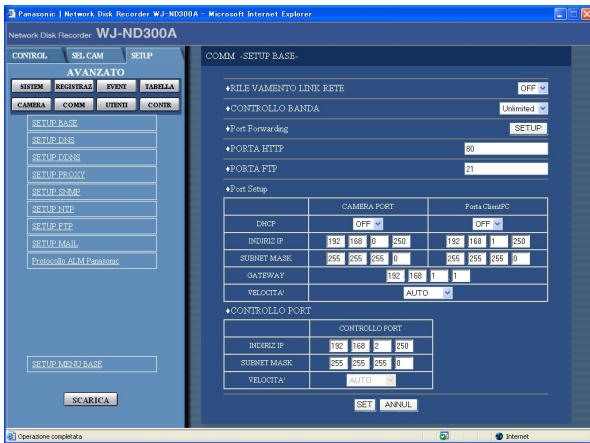 Panasonic | Network Disk Recorder WJ-ND300A - Microsoft Internet Explorer
Network Disk Recorder WJ-ND300A
CONTROL SEL CAM SETUP
AVANZATO
SISTEM REGISTRAZ EVENT TABELLA
CAMERA COMM UTENTI CONTR
SETUP BASE
SETUP DNS
SETUP DDNS
SETUP PROXY
SETUP SNMP
SETUP NTP
SETUP FTP
SETUP MAIL
Protocollo ALM Panasonic
SETUP MENU BASE
SCARICA
COMM -SETUP BASE-
♦RILE VAMENTO LINK RETE OFF
♦CONTROLLO BANDA Unlimited
♦Port Forwarding SETUP
♦PORTA HTTP 80
♦PORTA FTP 21
♦Port Setup
CAMERA PORT Porta ClientPC
DHCP OFF OFF
INDIRIZ IP 192 168 0 250 192 168 1 250
SUBNET MASK 255 255 255 0 255 255 255 0
GATEWAY 192 168 1 1
VELOCITA' AUTO
♦CONTROLLO PORT
CONTROLLO PORT
INDIRIZ IP 192 168 2 250
SUBNET MASK 255 255 255 0
VELOCITA' AUTO
SET ANNUL
Operazione completata Internet